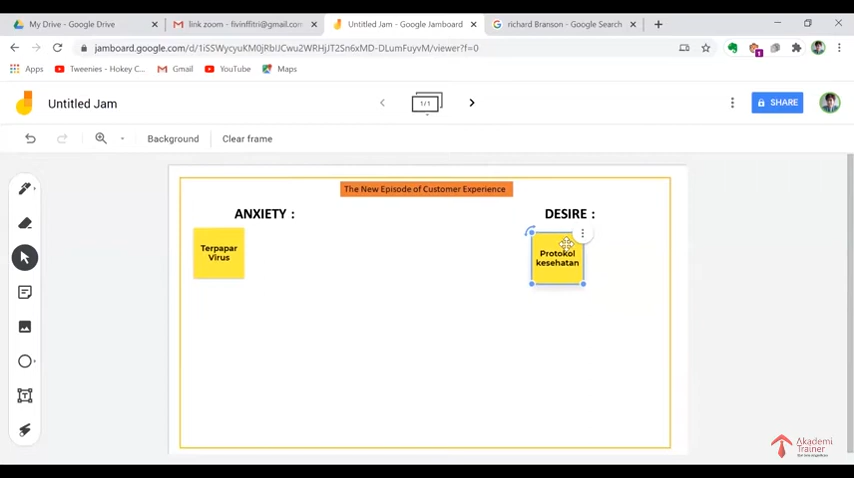 My Drive - Google Drive
link zoom - fivinffitri@gmail.com
Untitled Jam - Google Jamboard
richard Branson - Google Search
jamboard.google.com/d/1iSSWycyuKM0jRbIJCwu2WRHjJT2Sn6xMD-DLumFuyvM/viewer?f=0
Apps
Tweenies - Hokey C...
Gmail
YouTube
Maps
Untitled Jam
1/1
SHARE
Background
Clear frame
The New Episode of Customer Experience
ANXIETY :
DESIRE :
Terpapar
Virus
Protokol
kesehatan
Akademi
Trainer